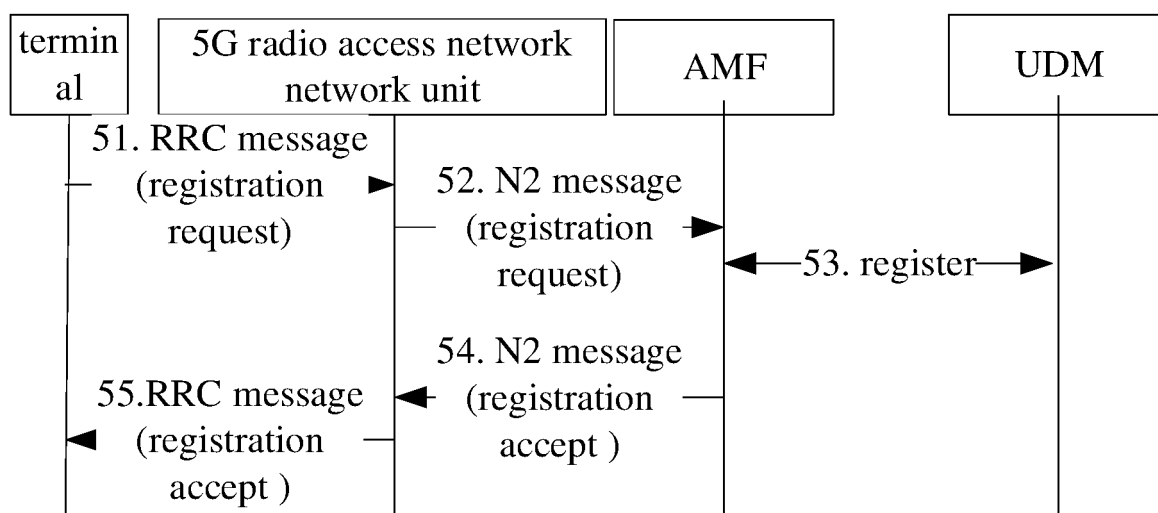 termin
al
5G radio access network
network unit
AMF
UDM
51. RRC message
(registration
request)
52. N2 message
(registration
request)
53. register
54. N2 message
(registration
accept )
55.RRC message
(registration
accept )